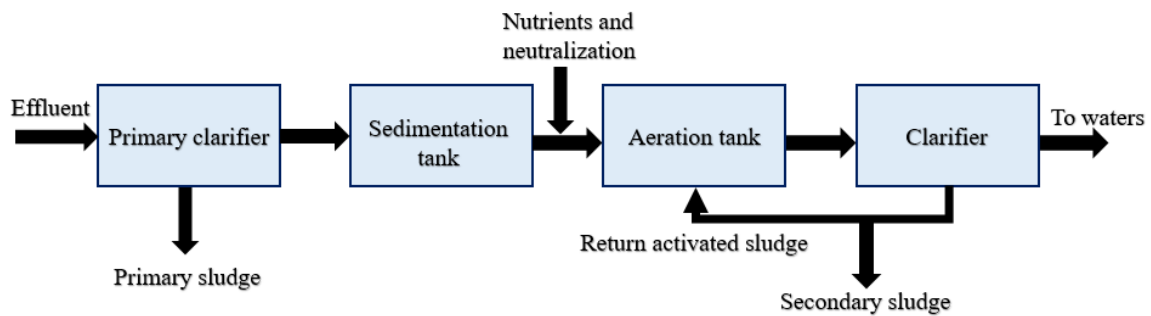 Nutrients and
neutralization
Effluent
Primary clarifier
Sedimentation
tank
Aeration tank
Clarifier
To waters
Return activated sludge
Primary sludge
Secondary sludge